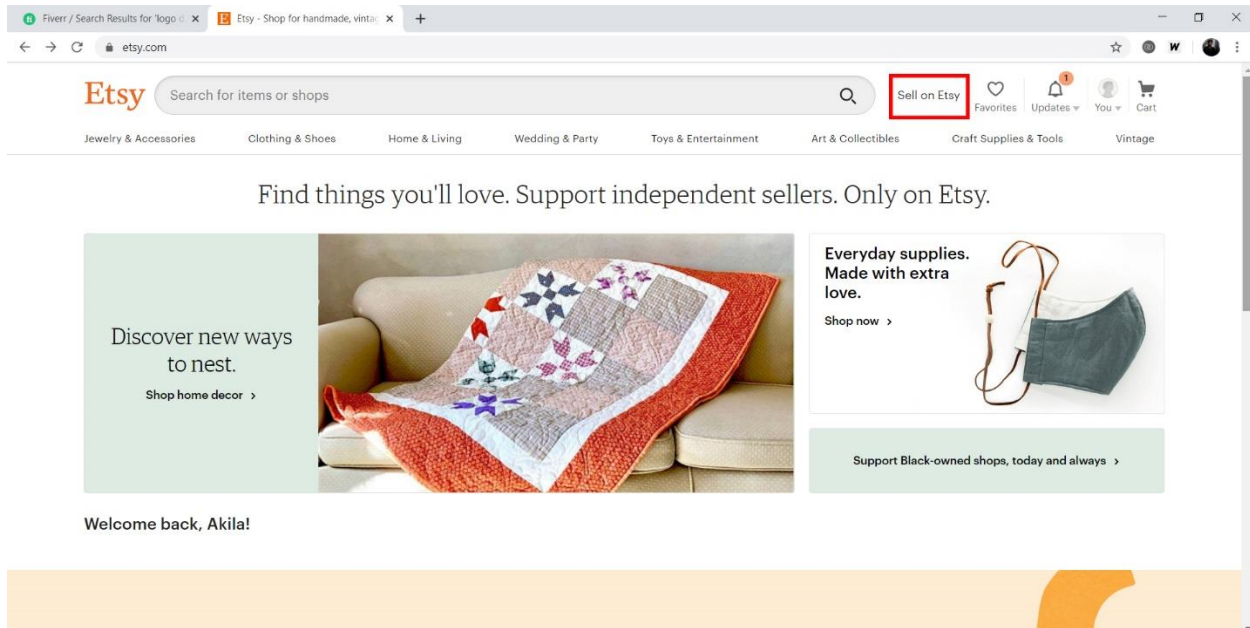 Fiverr / Search Results for 'logo d
Etsy - Shop for handmade, vintag
etsy.com
Etsy
Search for items or shops
Sell on Etsy
Favorites
1
Updates
You
Cart
Jewelry & Accessories
Clothing & Shoes
Home & Living
Wedding & Party
Toys & Entertainment
Art & Collectibles
Craft Supplies & Tools
Vintage
Find things you'll love. Support independent sellers. Only on Etsy.
Discover new ways
to nest.
Shop home decor >
Everyday supplies.
Made with extra
love.
Shop now >
Support Black-owned shops, today and always >
Welcome back, Akila!